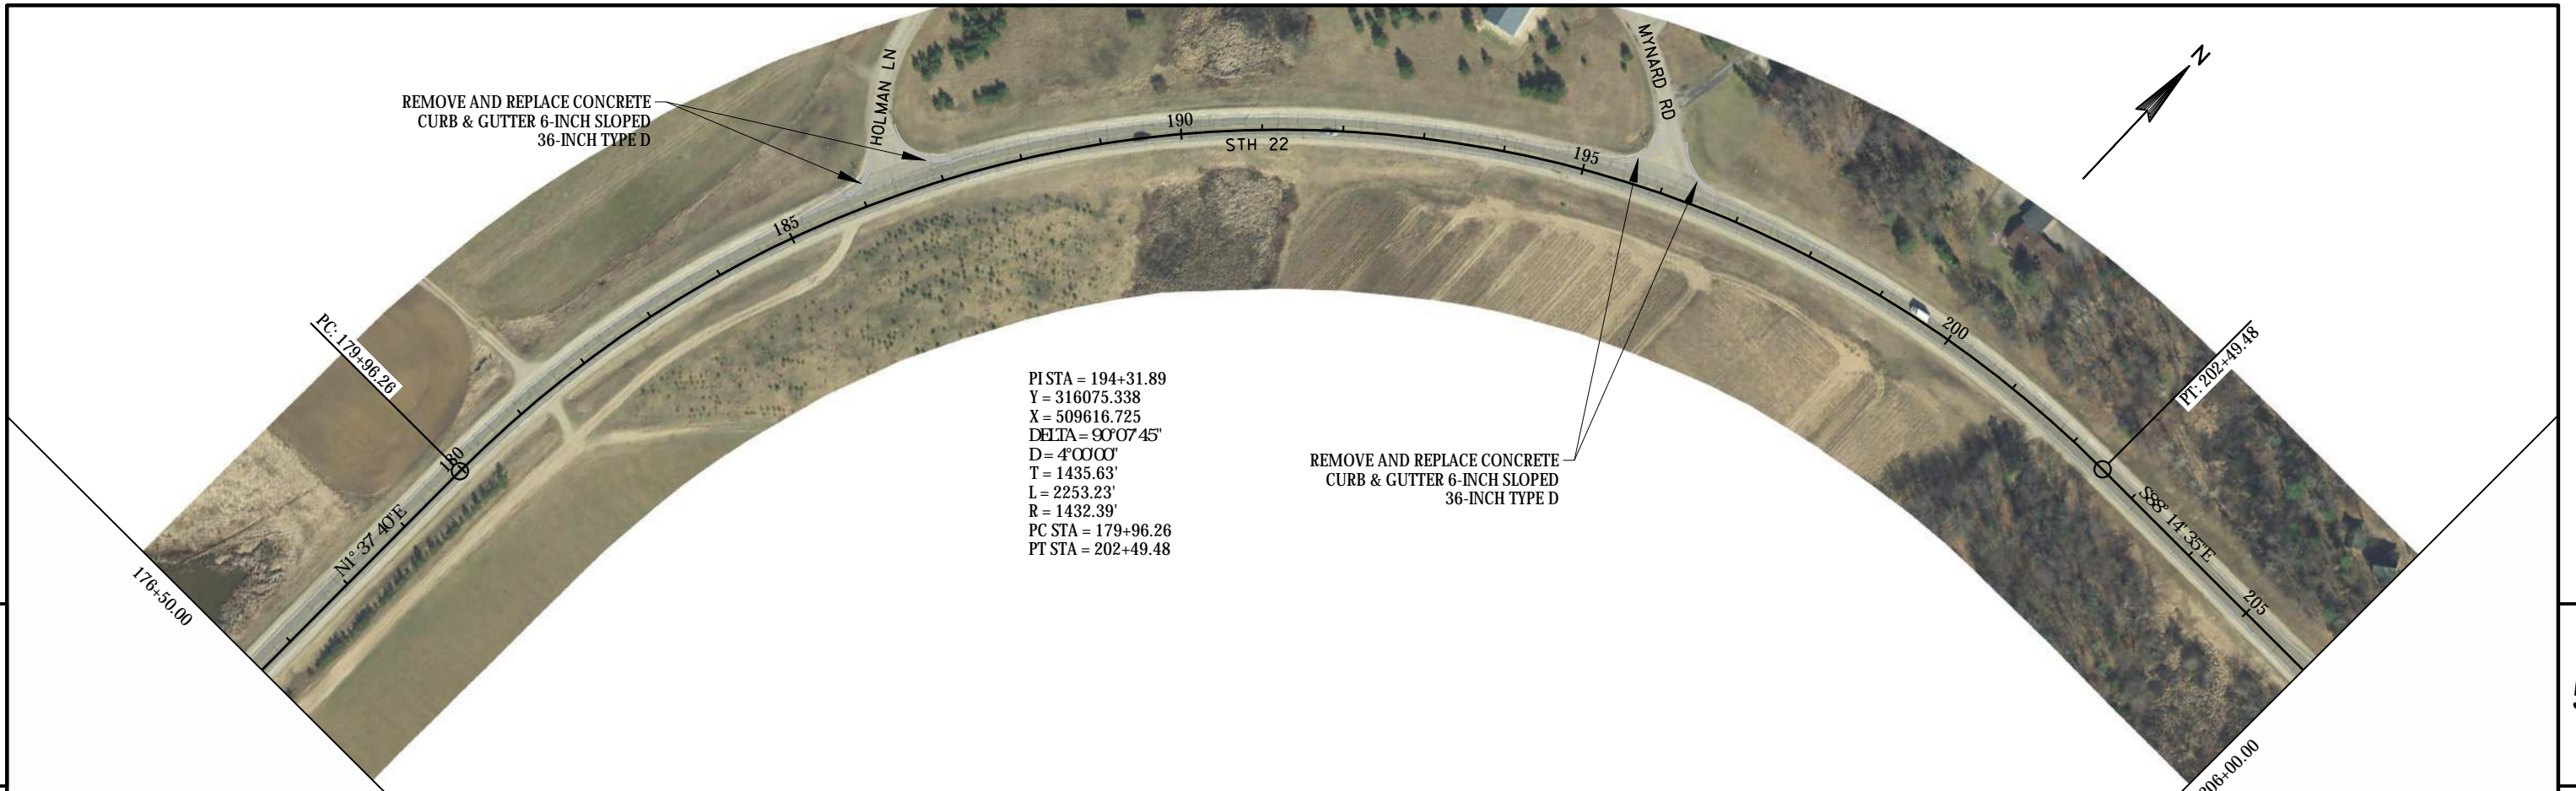 N
HOLMAN LN
MYNARD RD
REMOVE AND REPLACE CONCRETE
CURB & GUTTER 6-INCH SLOPED
36-INCH TYPE D
190
STH 22
195
185
200
PC: 179+96.26
PT: 202+49.48
180
PI STA = 194+31.89
Y = 316075.338
X = 509616.725
DELTA = 90°07'45"
D = 4°00'00"
T = 1435.63'
L = 2253.23'
R = 1432.39'
PC STA = 179+96.26
PT STA = 202+49.48
REMOVE AND REPLACE CONCRETE
CURB & GUTTER 6-INCH SLOPED
36-INCH TYPE D
N1° 37' 40"E
S88° 14' 35"E
176+50.00
205
206+00.00